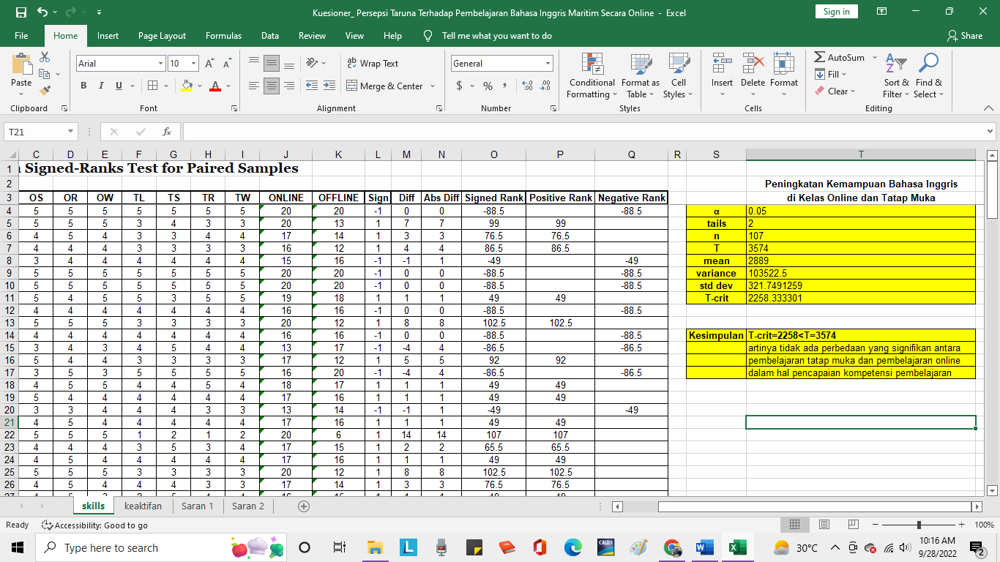 Kuesioner_ Persepsi Taruna Terhadap Pembelajaran Bahasa Inggris Maritim Secara Online - Excel
Sign in
File Home Insert Page Layout Formulas Data Review View Help Tell me what you want to do Share
Arial 10 Wrap Text General AutoSum
Paste B I U Merge & Center $ % Conditional Formatting Format as Table Cell Styles Insert Delete Format Fill Clear Sort & Filter Find & Select
Clipboard Font Alignment Number Styles Cells Editing
T21 fx
C D E F G H I J K L M N O P Q R S T
1 Signed-Ranks Test for Paired Samples
2 Peningkatan Kemampuan Bahasa Inggris
3 OS OR OW TL TS TR TW ONLINE OFFLINE Sign Diff Abs Diff Signed Rank Positive Rank Negative Rank di Kelas Online dan Tatap Muka
4 5 5 5 5 5 5 5 20 20 -1 0 0 -88.5 -88.5 α 0.05
5 5 5 5 3 4 3 3 20 13 1 7 7 99 99 tails 2
6 4 5 4 3 3 4 4 17 14 1 3 3 76.5 76.5 n 107
7 4 4 4 3 3 3 3 16 12 1 4 4 86.5 86.5 T 3574
8 3 4 4 4 4 4 4 15 16 -1 -1 1 -49 -49 mean 2889
9 5 5 5 5 5 5 5 20 20 -1 0 0 -88.5 -88.5 variance 103522.5
10 5 5 5 5 5 5 5 20 20 -1 0 0 -88.5 -88.5 std dev 321.7491259
11 5 4 5 5 3 5 5 19 18 1 1 1 49 49 T-crit 2258.333301
12 4 4 4 4 4 4 4 16 16 -1 0 0 -88.5 -88.5
13 5 5 5 3 3 3 3 20 12 1 8 8 102.5 102.5
14 4 4 4 4 4 4 4 16 16 -1 0 0 -88.5 -88.5 Kesimpulan T-crit=2258<T=3574
15 3 4 3 4 5 4 4 13 17 -1 -4 4 -86.5 -86.5 artinya tidak ada perbedaan yang signifikan antara
16 5 4 4 3 3 3 3 17 12 1 5 5 92 92 pembelajaran tatap muka dan pembelajaran online
17 3 5 3 5 5 5 5 16 20 -1 -4 4 -86.5 -86.5 dalam hal pencapaian kompetensi pembelajaran
18 4 5 5 4 4 5 4 18 17 1 1 1 49 49
19 5 4 4 4 4 4 4 17 16 1 1 1 49 49
20 3 3 4 4 4 3 3 13 14 -1 -1 1 -49 -49
21 4 5 4 4 4 4 4 17 16 1 1 1 49 49
22 5 5 5 1 2 1 2 20 6 1 14 14 107 107
23 4 4 4 3 5 3 4 17 15 1 2 2 65.5 65.5
24 4 5 4 4 4 4 4 17 16 1 1 1 49 49
25 5 5 5 3 3 3 3 20 12 1 8 8 102.5 102.5
26 4 5 4 4 4 3 3 17 14 1 3 3 76.5 76.5
skills keaktifan Saran 1 Saran 2
Ready Accessibility: Good to go 100%
Type here to search 30°C 10:16 AM
9/28/2022 2